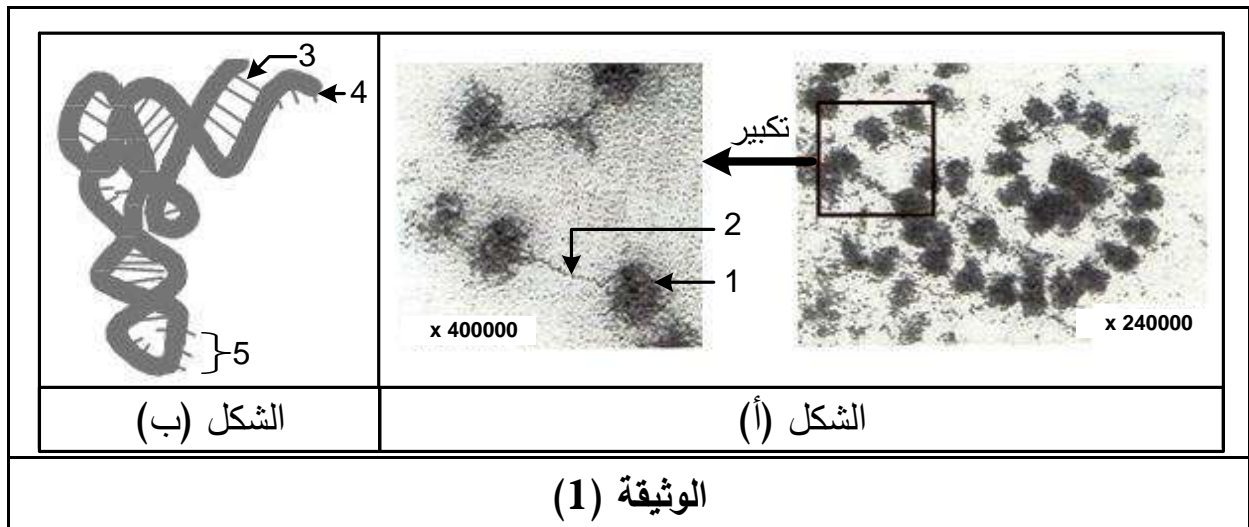 3
4
5
تكبير
2
1
x 400000
x 240000
الشكل (أ)
الشكل (ب)
الوثيقة (1)